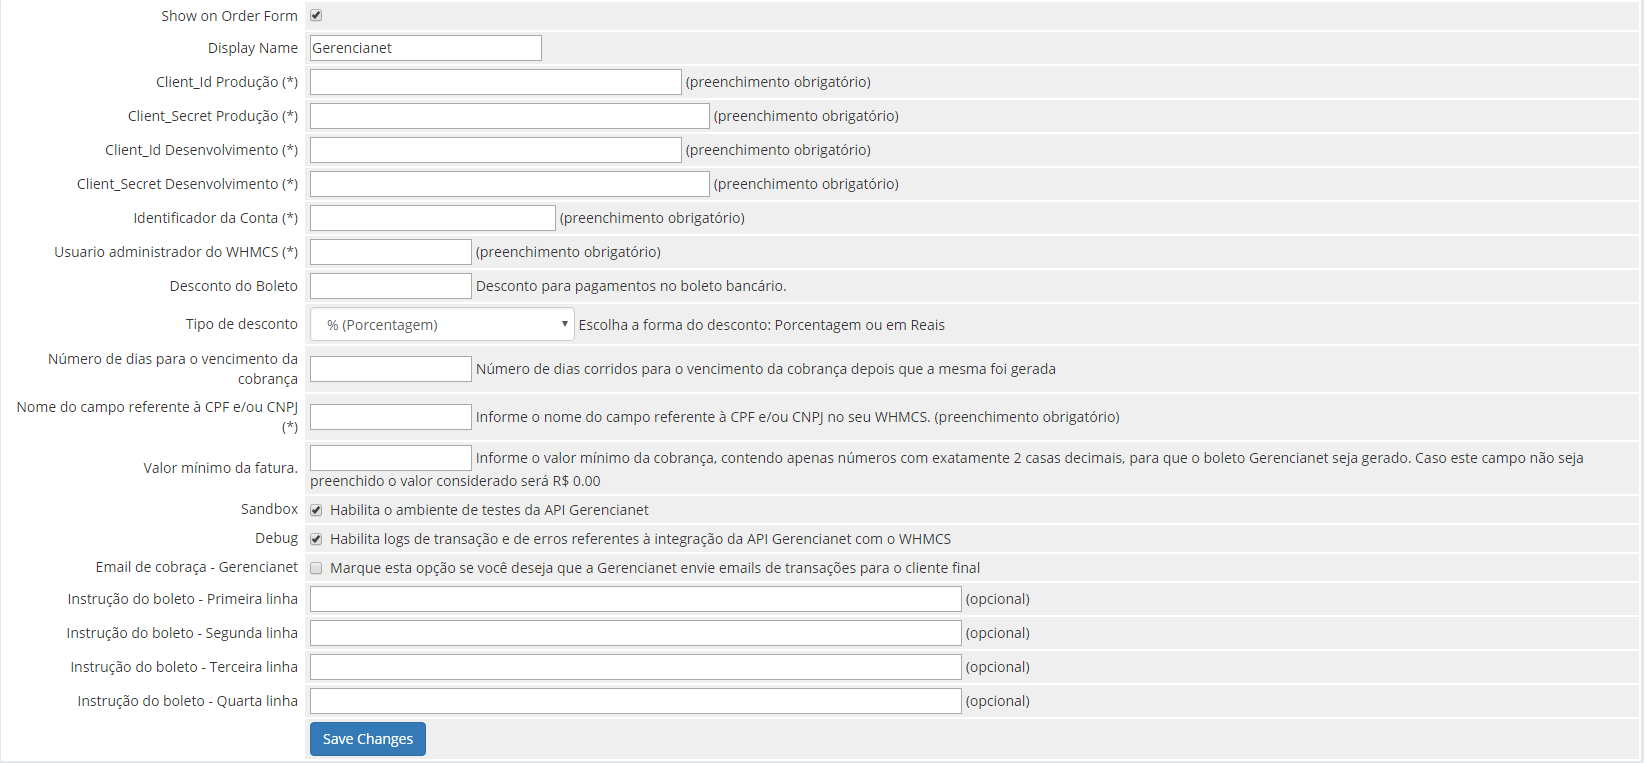 Show on Order Form
Display Name Gerencianet
Client_Id Produção (*) (preenchimento obrigatório)
Client_Secret Produção (*) (preenchimento obrigatório)
Client_Id Desenvolvimento (*) (preenchimento obrigatório)
Client_Secret Desenvolvimento (*) (preenchimento obrigatório)
Identificador da Conta (*) (preenchimento obrigatório)
Usuario administrador do WHMCS (*) (preenchimento obrigatório)
Desconto do Boleto Desconto para pagamentos no boleto bancário.
Tipo de desconto % (Porcentagem) Escolha a forma do desconto: Porcentagem ou em Reais
Número de dias para o vencimento da
cobrança
Número de dias corridos para o vencimento da cobrança depois que a mesma foi gerada
Nome do campo referente à CPF e/ou CNPJ
(*)
Informe o nome do campo referente à CPF e/ou CNPJ no seu WHMCS. (preenchimento obrigatório)
Valor mínimo da fatura.
Informe o valor mínimo da cobrança, contendo apenas números com exatamente 2 casas decimais, para que o boleto Gerencianet seja gerado. Caso este campo não seja
preenchido o valor considerado será R$ 0.00
Sandbox Habilita o ambiente de testes da API Gerencianet
Debug Habilita logs de transação e de erros referentes à integração da API Gerencianet com o WHMCS
Email de cobraça - Gerencianet Marque esta opção se você deseja que a Gerencianet envie emails de transações para o cliente final
Instrução do boleto - Primeira linha (opcional)
Instrução do boleto - Segunda linha (opcional)
Instrução do boleto - Terceira linha (opcional)
Instrução do boleto - Quarta linha (opcional)
Save Changes